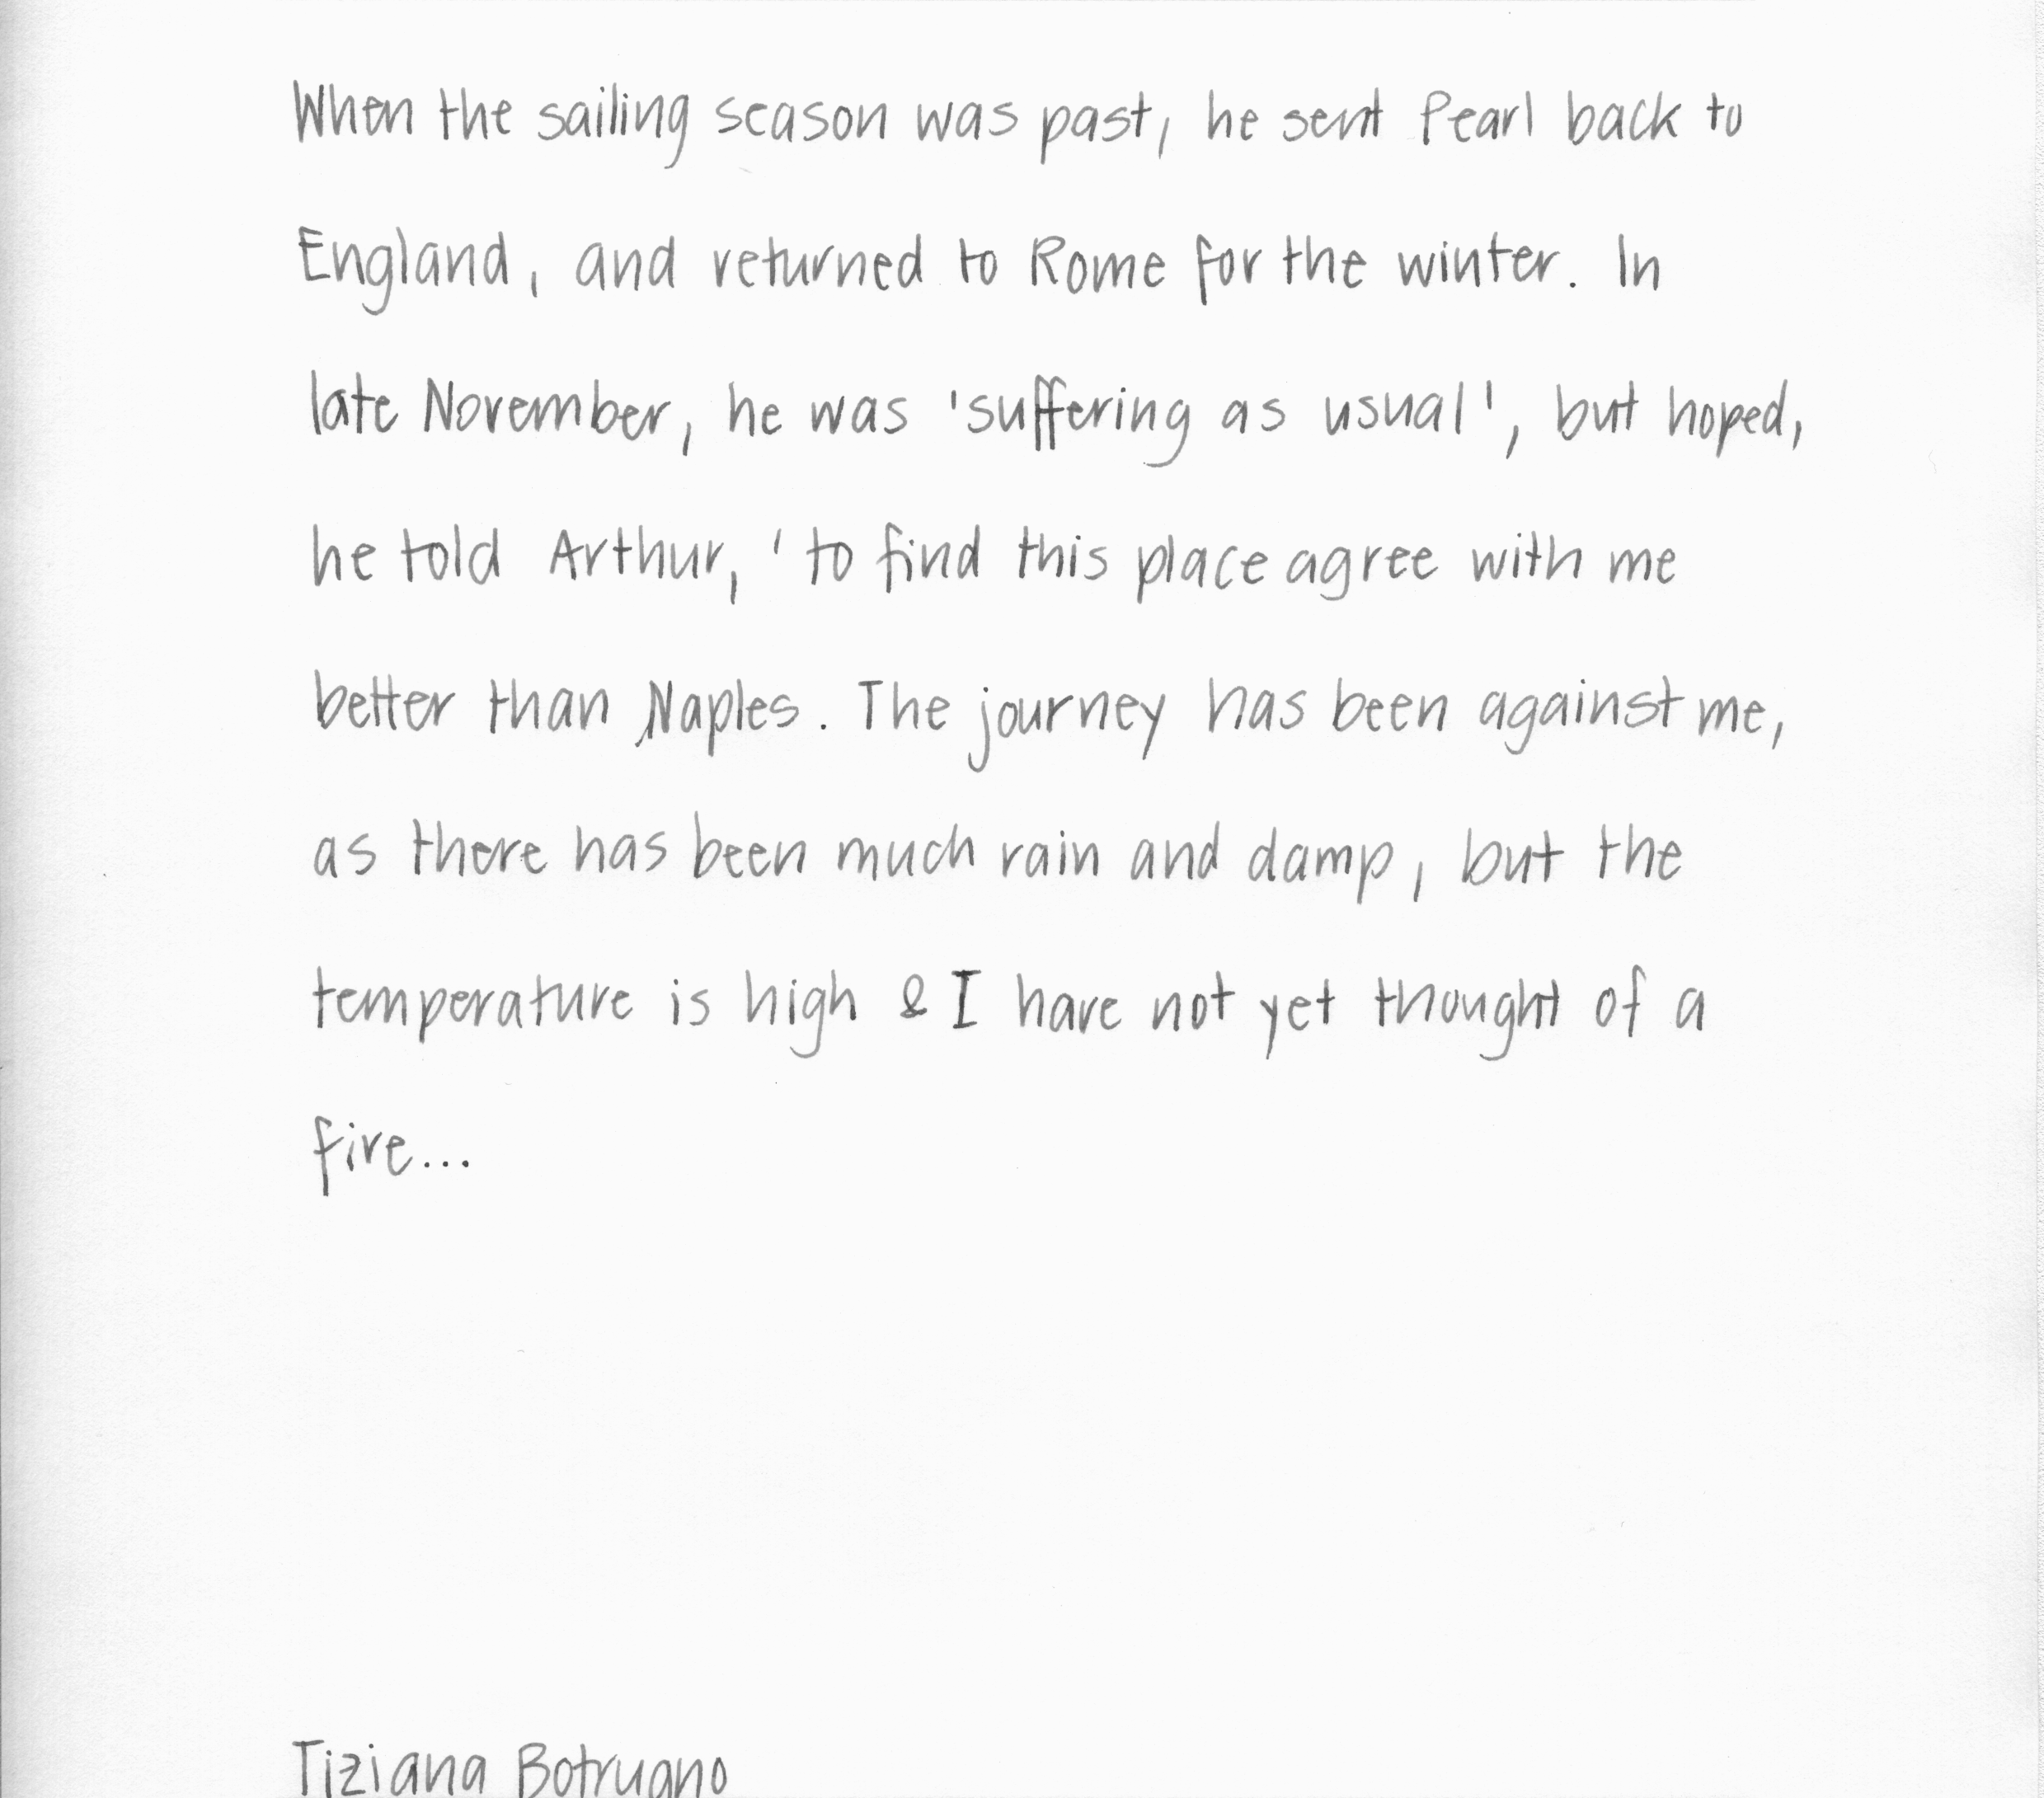 When the sailing season was past, he sent Pearl back to
England, and returned to Rome for the winter. In
late November, he was 'suffering as usual', but hoped,
he told Arthur, 'to find this place agree with me
better than Naples. The journey has been against me,
as there has been much rain and damp, but the
temperature is high & I have not yet thought of a
fire...
Tiziana Botrugno